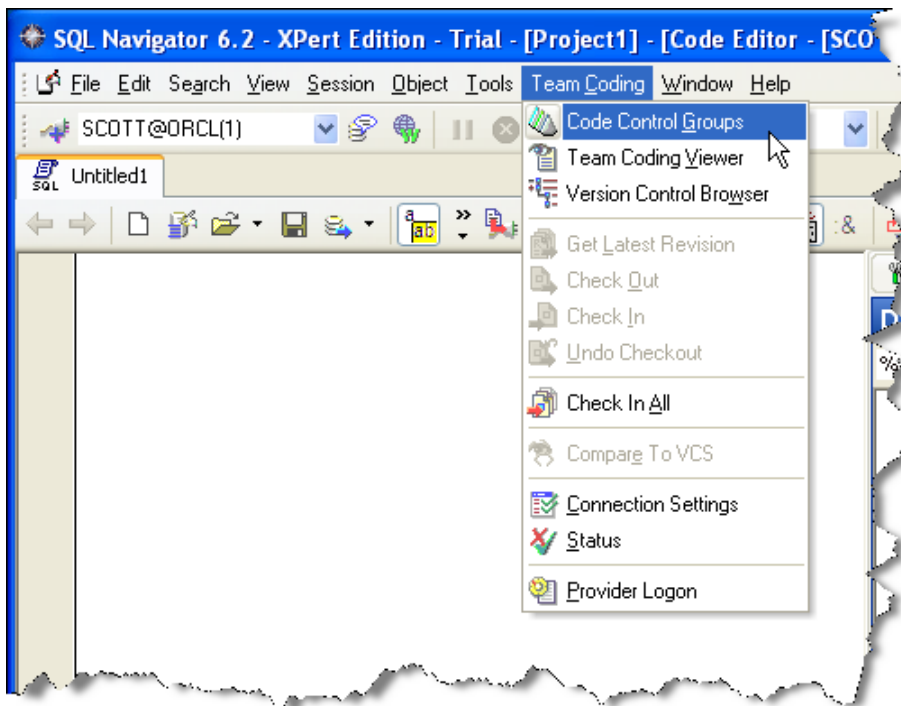 SQL Navigator 6.2 - XPert Edition - Trial - [Project1] - [Code Editor - [SCO
File Edit Search View Session Object Tools Team Coding Window Help
SCOTT@ORCL(1)
SQL Untitled1
a
ab
:&
Code Control Groups
Team Coding Viewer
Version Control Browser
Get Latest Revision
Check Out
Check In
Undo Checkout
Check In All
Compare To VCS
Connection Settings
Status
Provider Logon
D